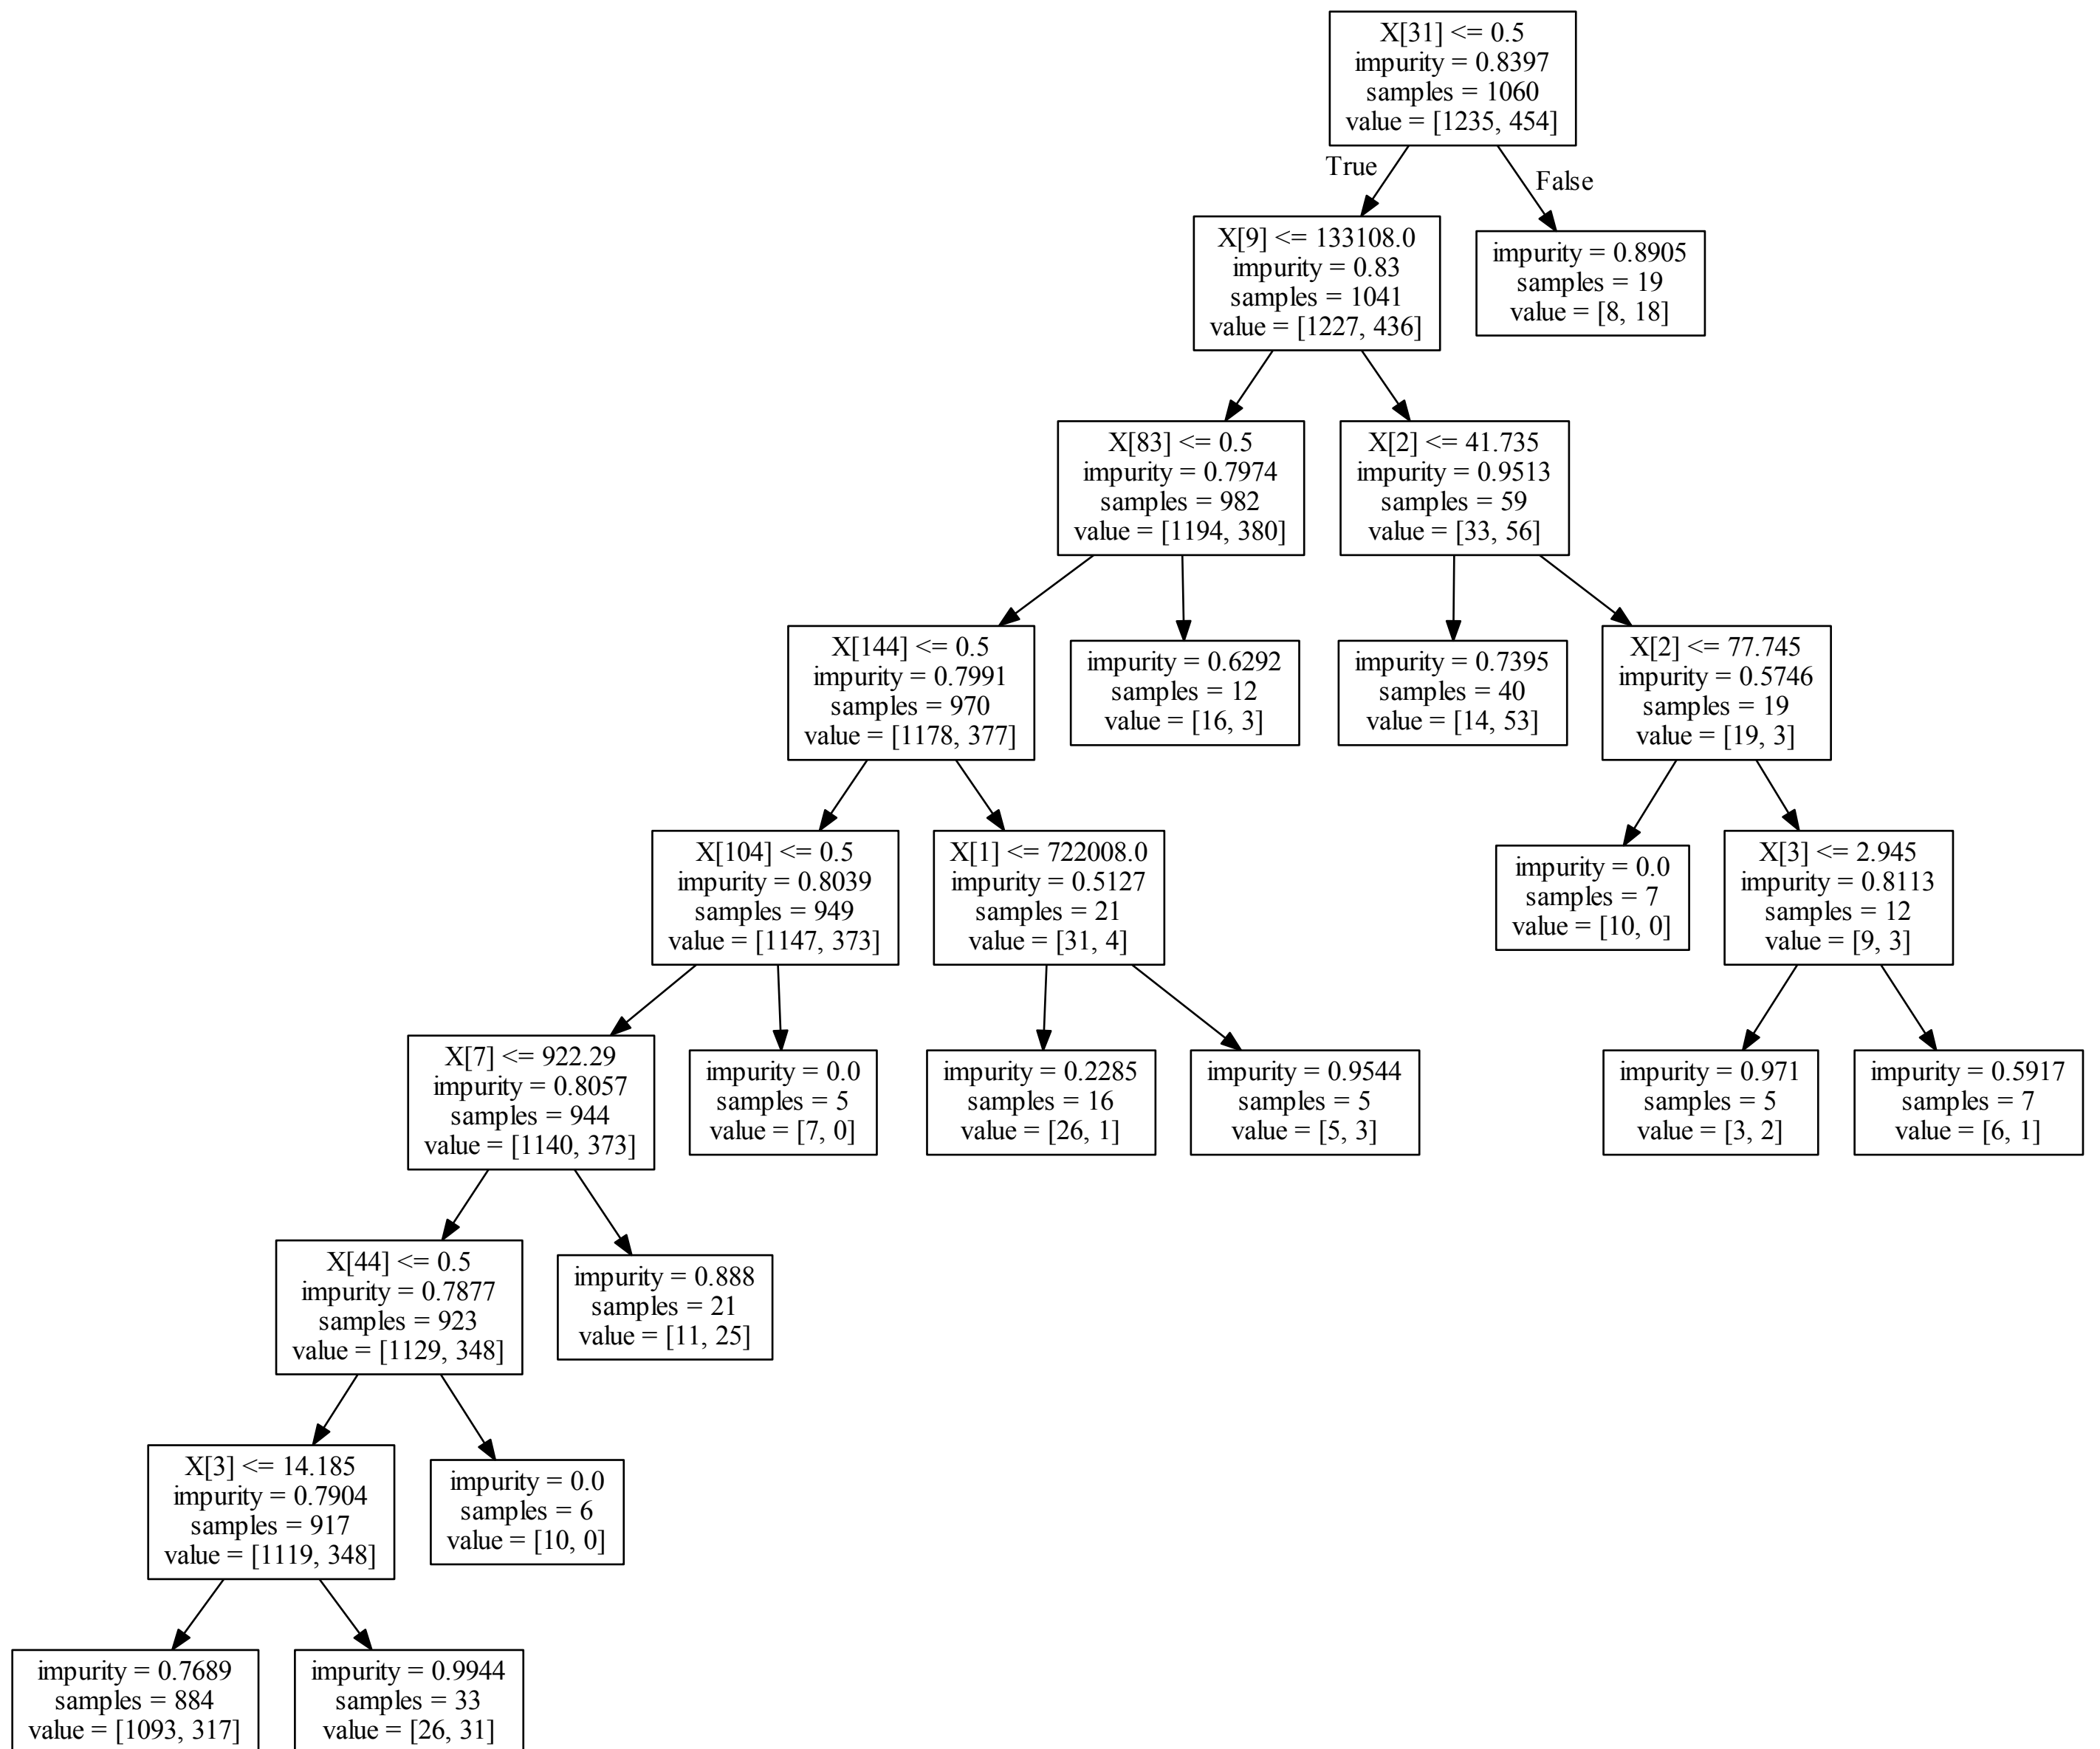 X[31] <= 0.5
impurity = 0.8397
samples = 1060
value = [1235, 454]
True
False
X[9] <= 133108.0
impurity = 0.83
samples = 1041
value = [1227, 436]
impurity = 0.8905
samples = 19
value = [8, 18]
X[83] <= 0.5
impurity = 0.7974
samples = 982
value = [1194, 380]
X[2] <= 41.735
impurity = 0.9513
samples = 59
value = [33, 56]
X[144] <= 0.5
impurity = 0.7991
samples = 970
value = [1178, 377]
impurity = 0.6292
samples = 12
value = [16, 3]
impurity = 0.7395
samples = 40
value = [14, 53]
X[2] <= 77.745
impurity = 0.5746
samples = 19
value = [19, 3]
X[104] <= 0.5
impurity = 0.8039
samples = 949
value = [1147, 373]
X[1] <= 722008.0
impurity = 0.5127
samples = 21
value = [31, 4]
impurity = 0.0
samples = 7
value = [10, 0]
X[3] <= 2.945
impurity = 0.8113
samples = 12
value = [9, 3]
X[7] <= 922.29
impurity = 0.8057
samples = 944
value = [1140, 373]
impurity = 0.0
samples = 5
value = [7, 0]
impurity = 0.2285
samples = 16
value = [26, 1]
impurity = 0.9544
samples = 5
value = [5, 3]
impurity = 0.971
samples = 5
value = [3, 2]
impurity = 0.5917
samples = 7
value = [6, 1]
X[44] <= 0.5
impurity = 0.7877
samples = 923
value = [1129, 348]
impurity = 0.888
samples = 21
value = [11, 25]
X[3] <= 14.185
impurity = 0.7904
samples = 917
value = [1119, 348]
impurity = 0.0
samples = 6
value = [10, 0]
impurity = 0.7689
samples = 884
value = [1093, 317]
impurity = 0.9944
samples = 33
value = [26, 31]